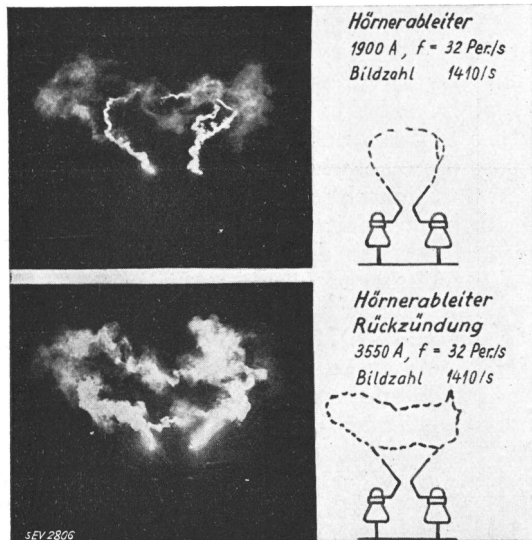 Hörnerableiter
1900 A, f = 32 Per./s
Bildzahl 1410/s
Hörnerableiter
Rückzündung
3550 A, f = 32 Per./s
Bildzahl 1410/s
SEV 2806